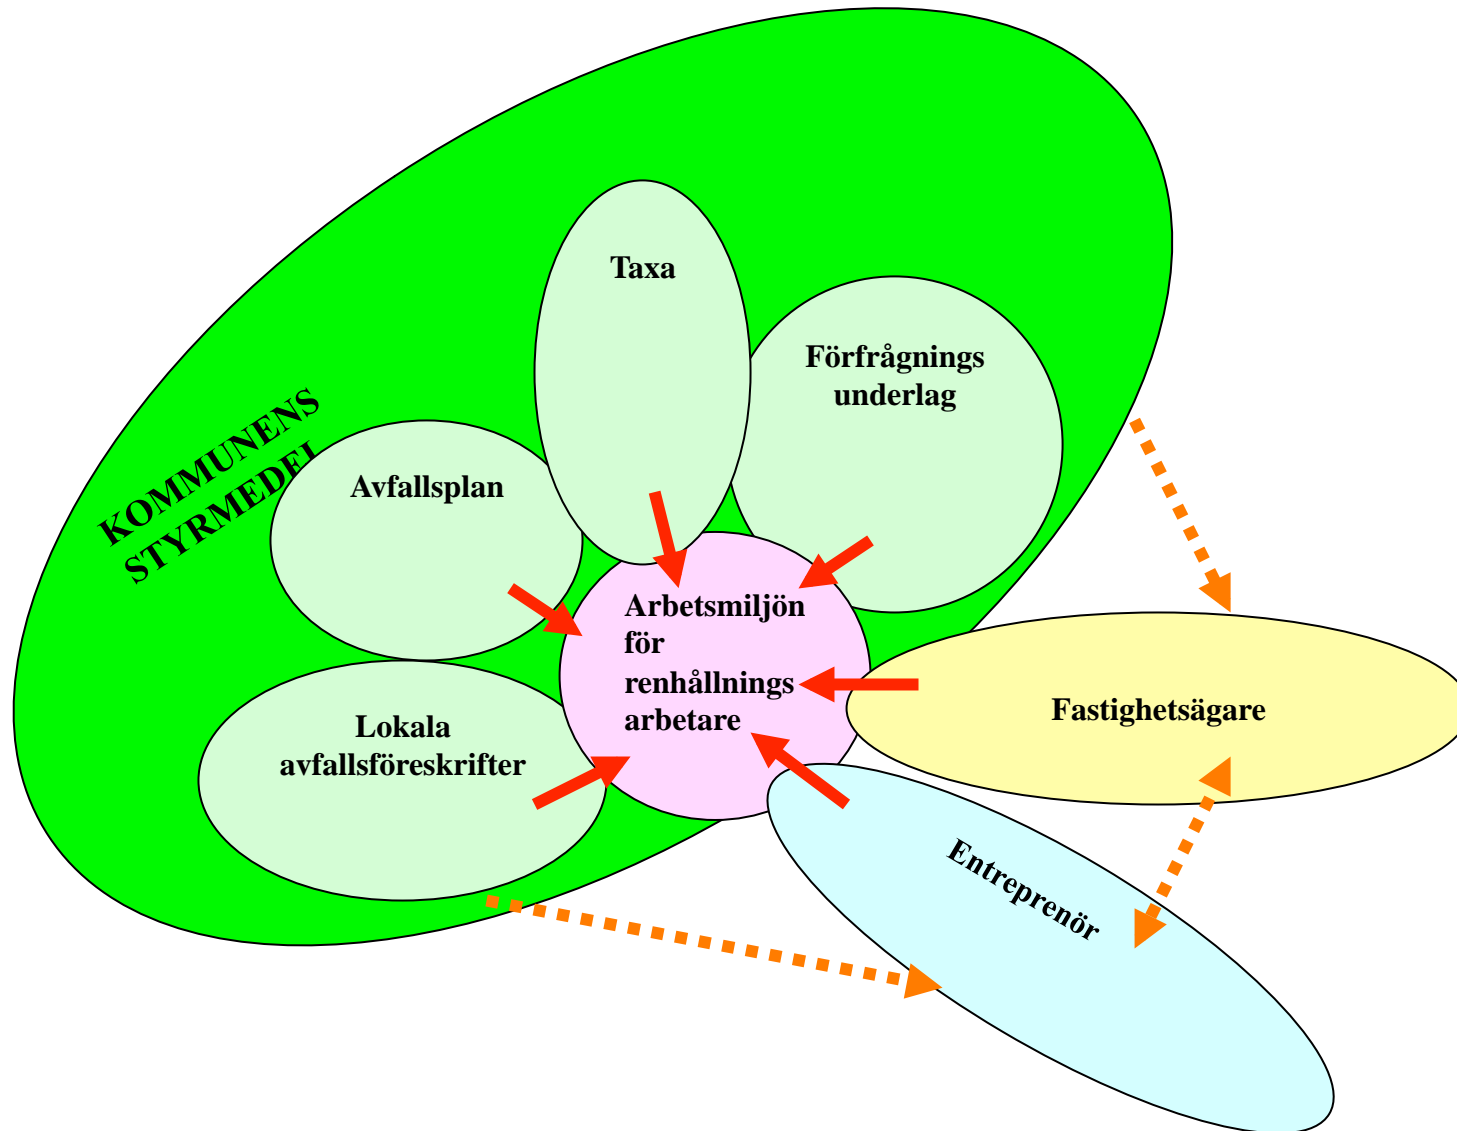 Taxa
Förfrågnings
underlag
KOMMUNENS
STYRMEDEL
Avfallsplan
Arbetsmiljön
för
renhållnings
arbetare
Fastighetsägare
Lokala
avfallsföreskrifter
Entreprenör